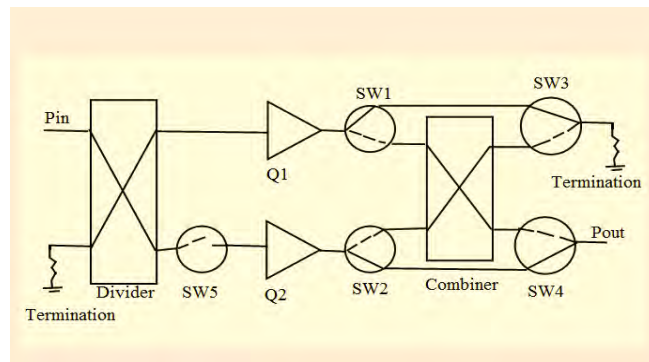 SW3
SW1
Pin
Q1
Termination
Pout
Divider
SW5
Q2
SW2
Combiner
SW4
Termination